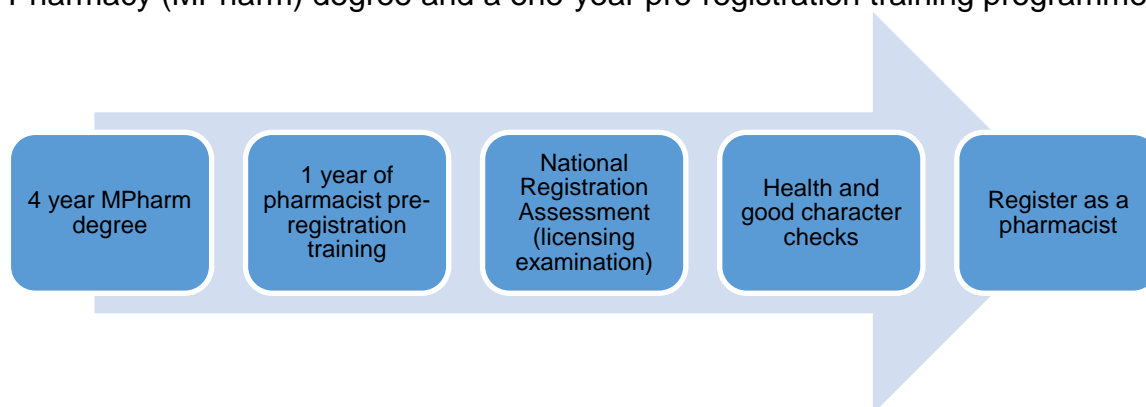 Pharmacy (MPharm) degree and a one-year pre-registration training programme
4 year MPharm
degree
1 year of
pharmacist pre-
registration
training
National
Registration
Assessment
(licensing
examination)
Health and
good character
checks
Register as a
pharmacist